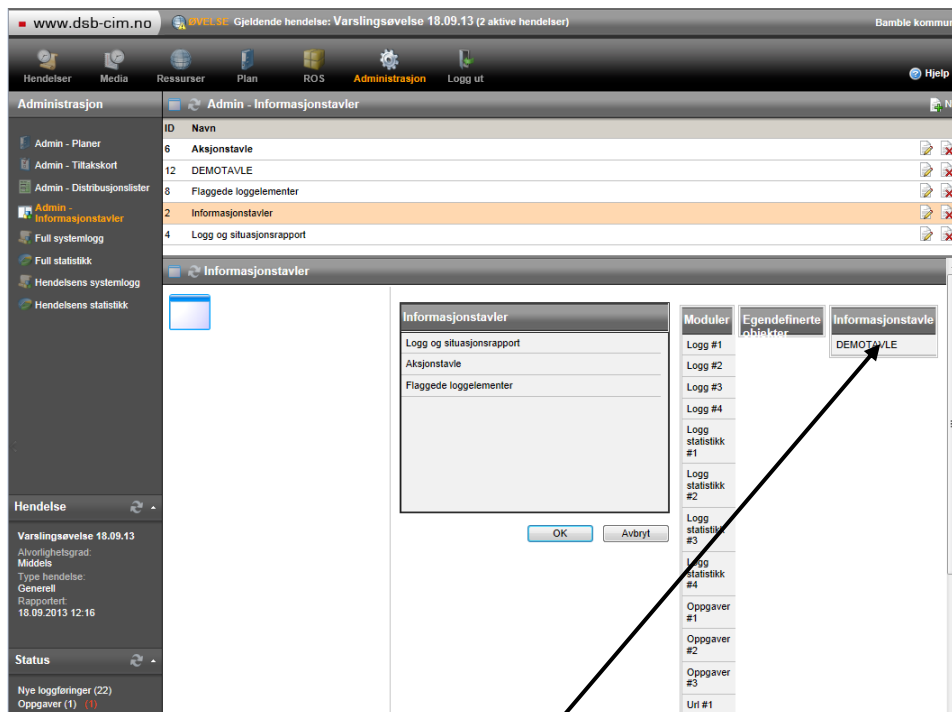 www.dsb-cim.no
ØVELSE Gjeldende hendelse: Varslingsøvelse 18.09.13 (2 aktive hendelser)
Bamble kommun
Hendelser
Media
Ressurser
Plan
ROS
Administrasjon
Logg ut
Hjelp
Administrasjon
Admin - Planer
Admin - Tiltakskort
Admin - Distribusjonslister
Admin -
Informasjonstavler
Full systemlogg
Full statistikk
Hendelsens systemlogg
Hendelsens statistikk
Admin - Informasjonstavler
N
ID Navn
6 Aksjonstavle
12 DEMOTAVLE
8 Flaggede loggelementer
2 Informasjonstavler
4 Logg og situasjonsrapport
Informasjonstavler
Informasjonstavler
Logg og situasjonsrapport
Aksjonstavle
Flaggede loggelementer
OK
Avbryt
Moduler
Logg #1
Logg #2
Logg #3
Logg #4
Logg
statistikk
#1
Logg
statistikk
#2
Logg
statistikk
#3
Logg
statistikk
#4
Oppgaver
#1
Oppgaver
#2
Oppgaver
#3
Url #1
Egendefinerte
objekter
Informasjonstavle
DEMOTAVLE
Hendelse
Varslingsøvelse 18.09.13
Alvorlighetsgrad:
Middels
Type hendelse:
Generell
Rapportert:
18.09.2013 12:16
Status
Nye loggføringer (22)
Oppgaver (1) (1)